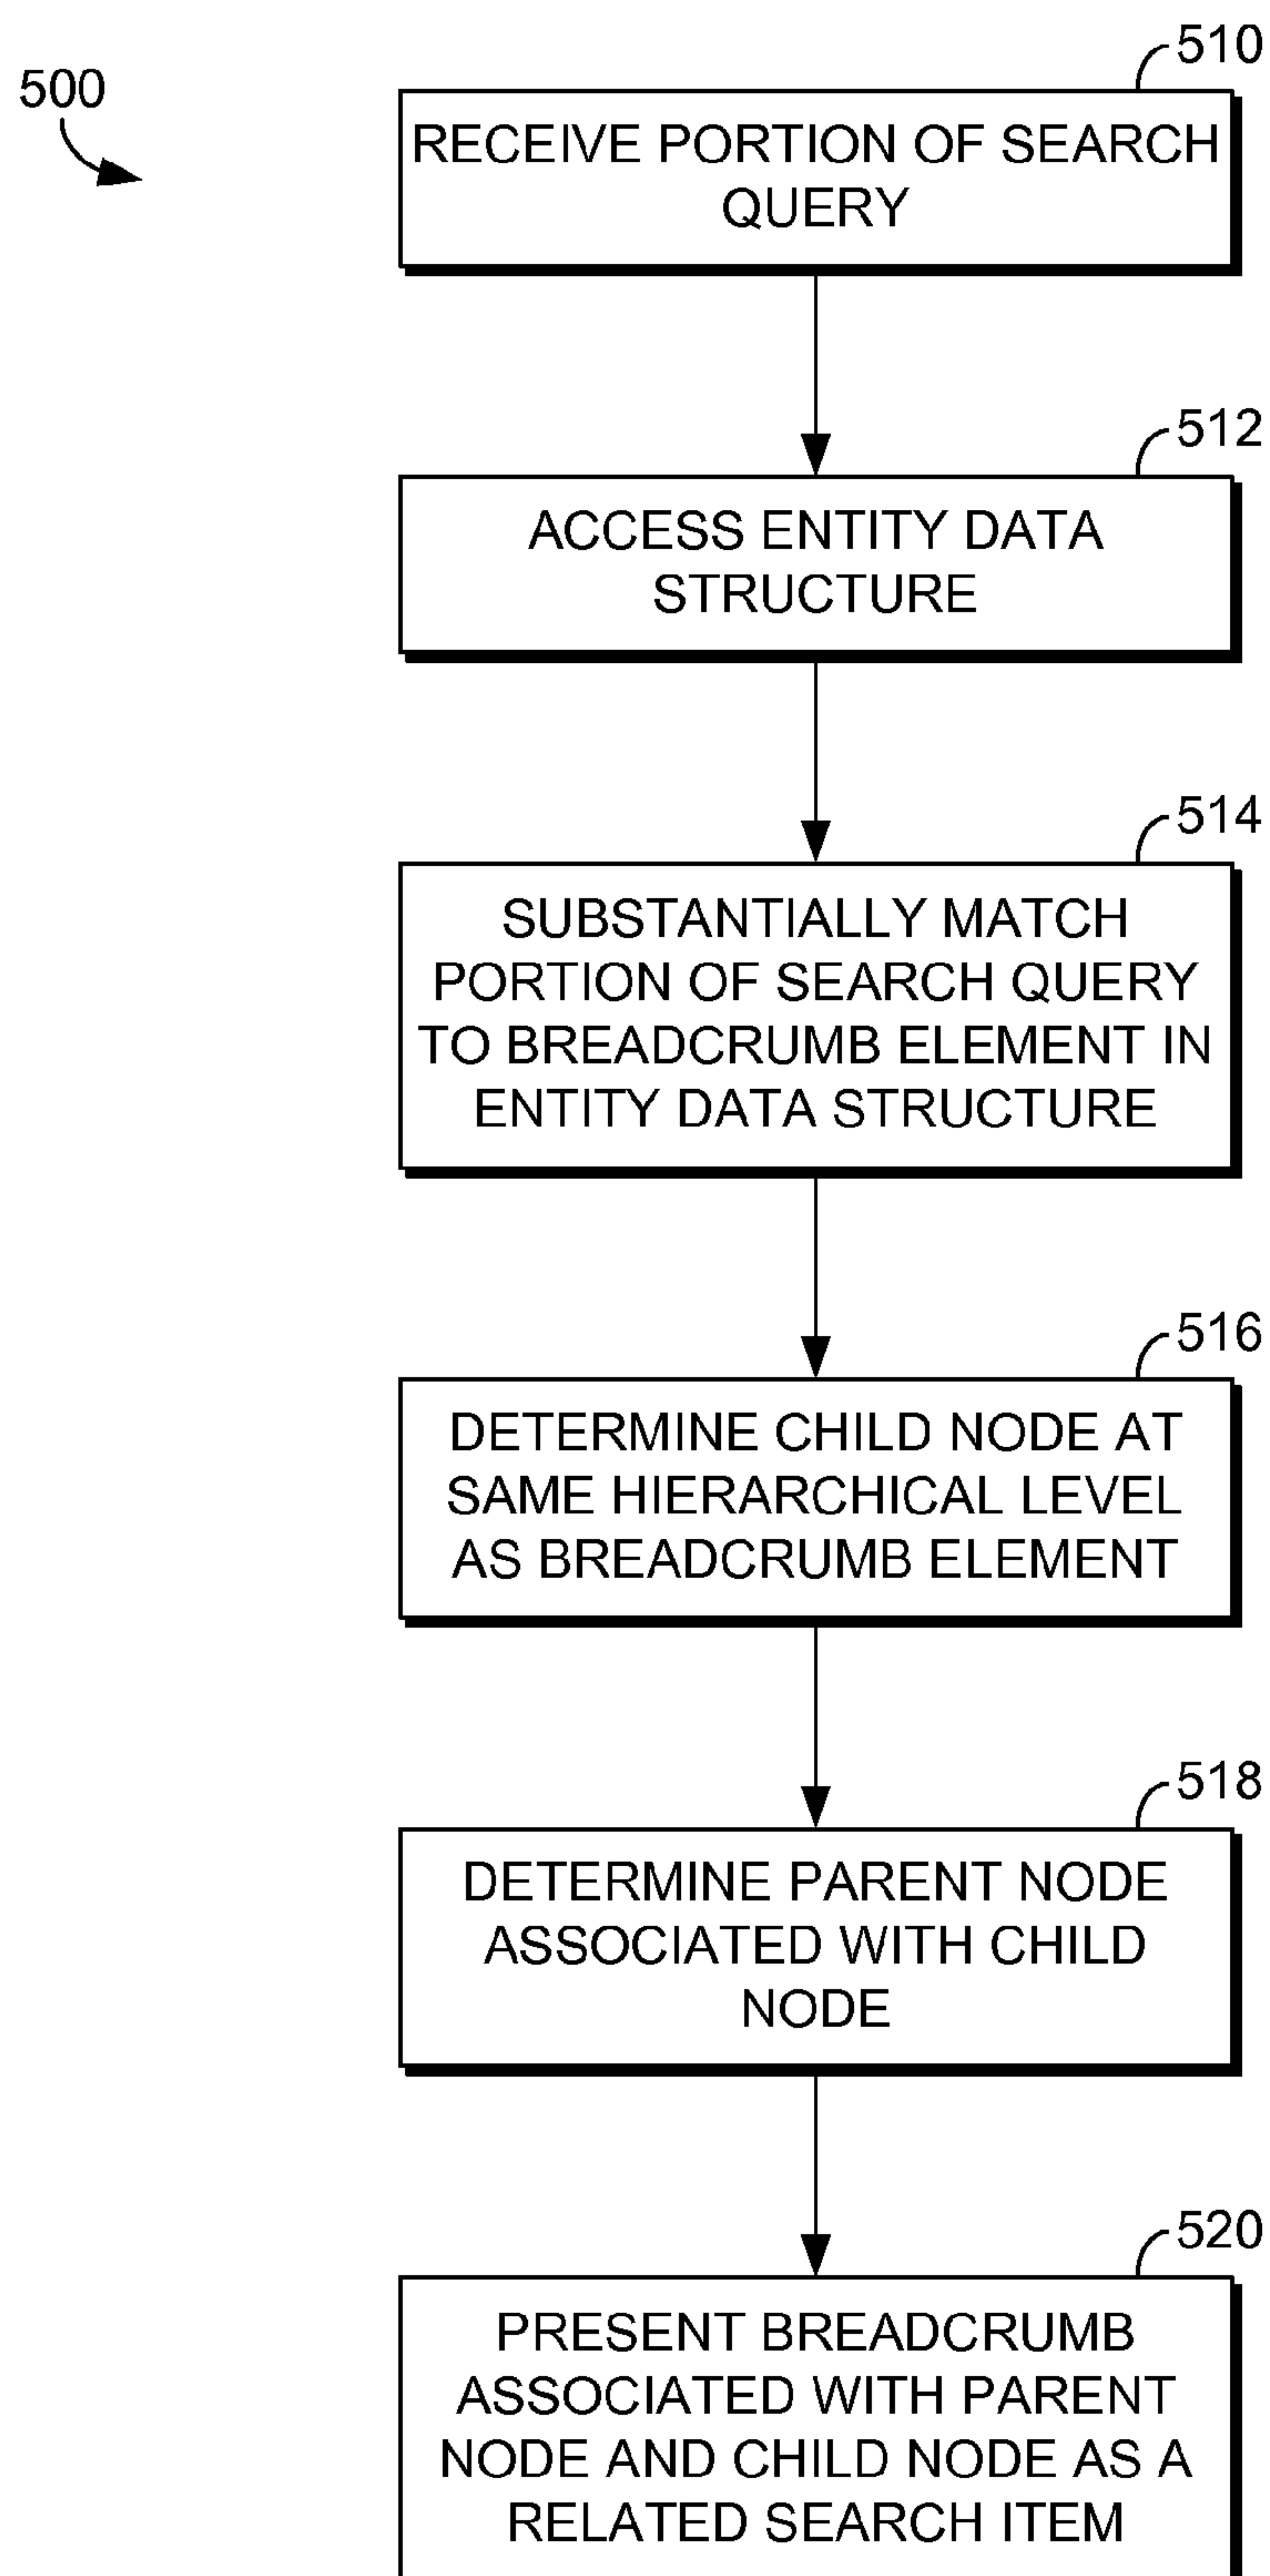 500
510
RECEIVE PORTION OF SEARCH
QUERY
512
ACCESS ENTITY DATA
STRUCTURE
514
SUBSTANTIALLY MATCH
PORTION OF SEARCH QUERY
TO BREADCRUMB ELEMENT IN
ENTITY DATA STRUCTURE
516
DETERMINE CHILD NODE AT
SAME HIERARCHICAL LEVEL
AS BREADCRUMB ELEMENT
518
DETERMINE PARENT NODE
ASSOCIATED WITH CHILD
NODE
520
PRESENT BREADCRUMB
ASSOCIATED WITH PARENT
NODE AND CHILD NODE AS A
RELATED SEARCH ITEM